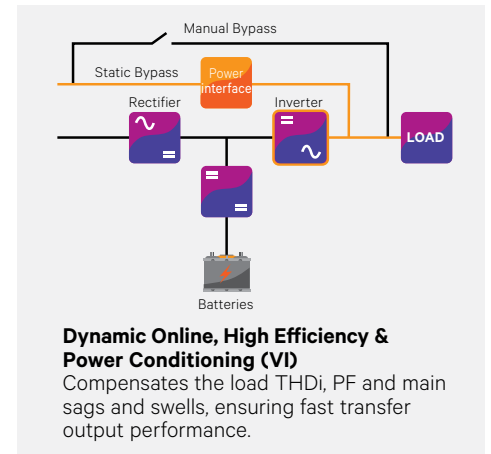 Manual Bypass
Static Bypass
Power
interface
Rectifier
Inverter
LOAD
Batteries
Dynamic Online, High Efficiency &
Power Conditioning (VI)
Compensates the load THDi, PF and main
sags and swells, ensuring fast transfer
output performance.